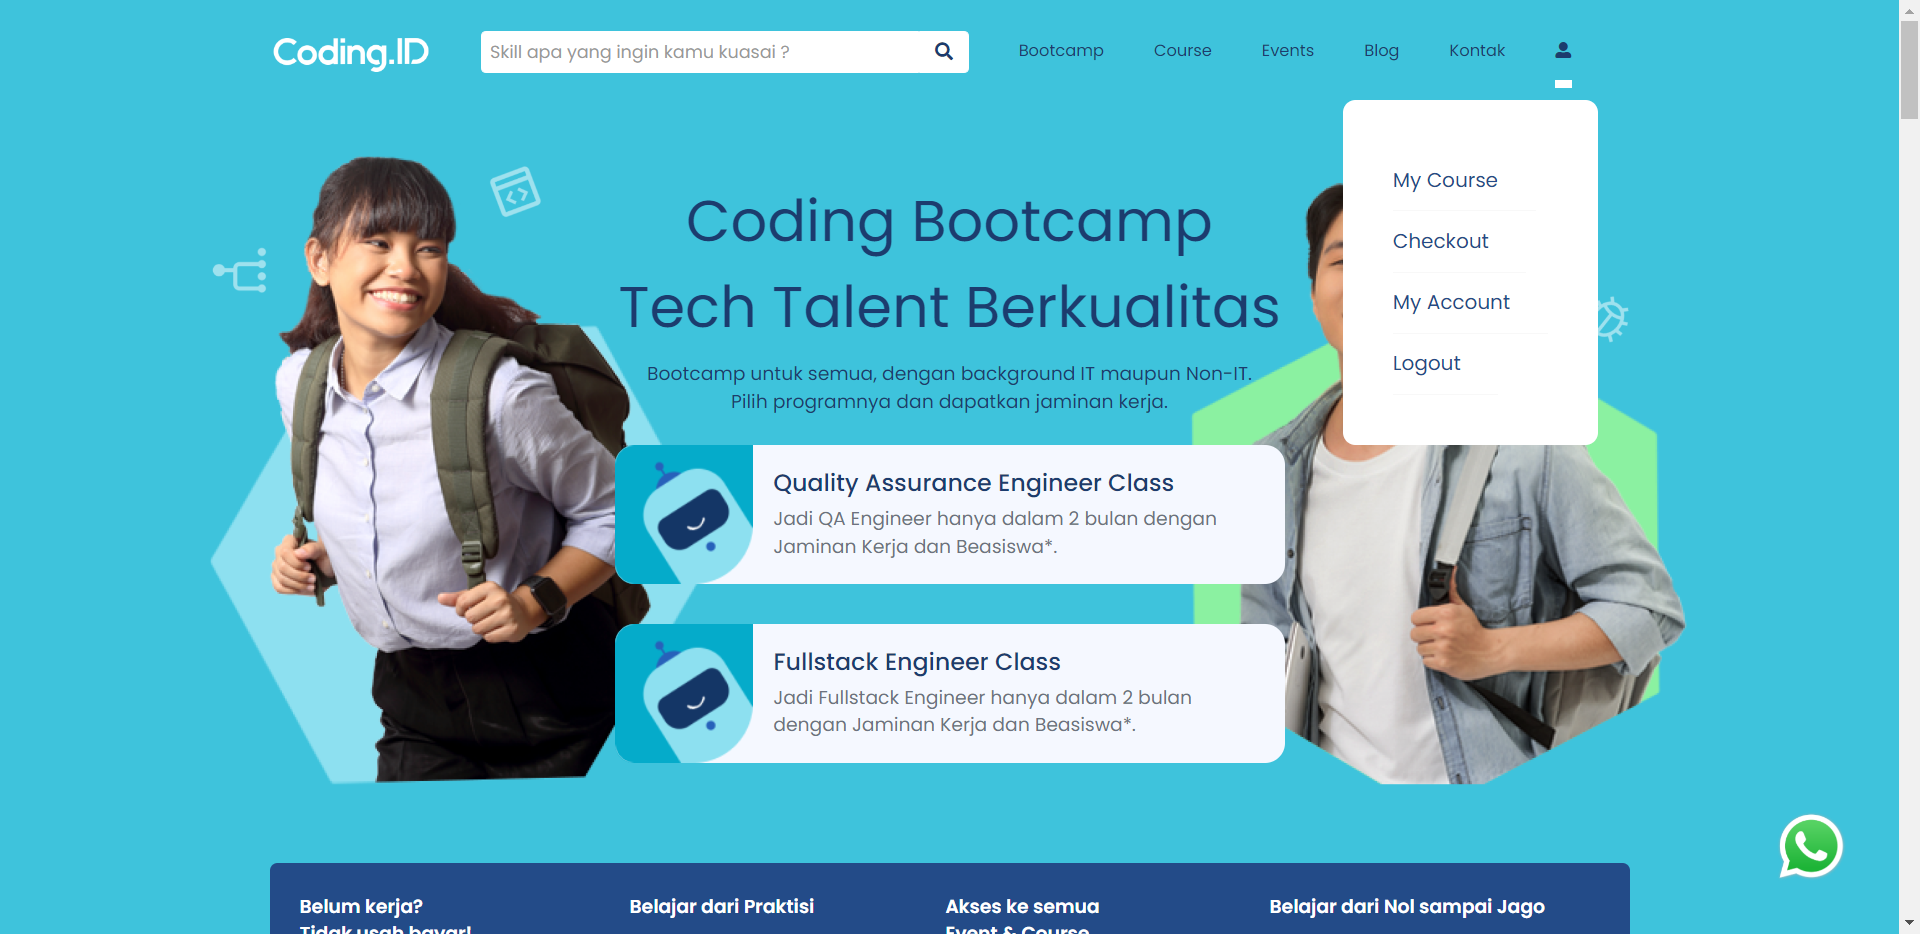 Coding.ID
Skill apa yang ingin kamu kuasai ?
Bootcamp
Course
Events
Blog
Kontak
My Course
Checkout
My Account
Logout
Coding Bootcamp
Tech Talent Berkualitas
Bootcamp untuk semua, dengan background IT maupun Non-IT.
Pilih programnya dan dapatkan jaminan kerja.
Quality Assurance Engineer Class
Jadi QA Engineer hanya dalam 2 bulan dengan
Jaminan Kerja dan Beasiswa*.
Fullstack Engineer Class
Jadi Fullstack Engineer hanya dalam 2 bulan
dengan Jaminan Kerja dan Beasiswa*.
Belum kerja?
Tidak usah bayar!
Belajar dari Praktisi
Akses ke semua
Event & Course
Belajar dari Nol sampai Jago